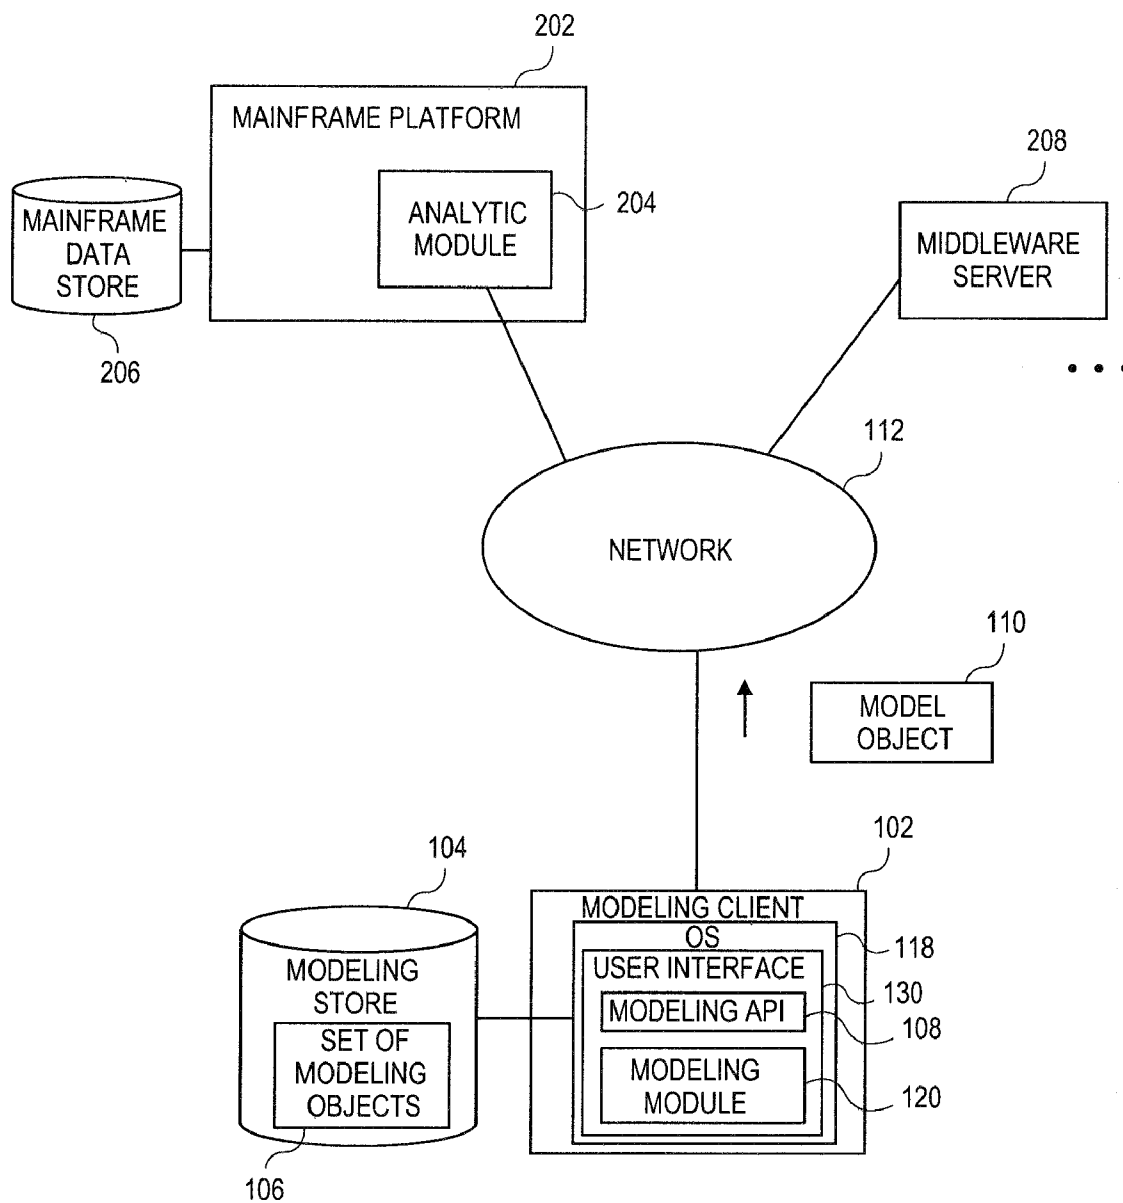 202
MAINFRAME PLATFORM
208
ANALYTIC
MODULE
204
MAINFRAME
DATA
STORE
MIDDLEWARE
SERVER
206
112
NETWORK
110
MODEL
OBJECT
102
104
MODELING CLIENT
OS
118
USER INTERFACE
130
MODELING API
108
MODELING
STORE
SET OF
MODELING
OBJECTS
MODELING
MODULE
120
106